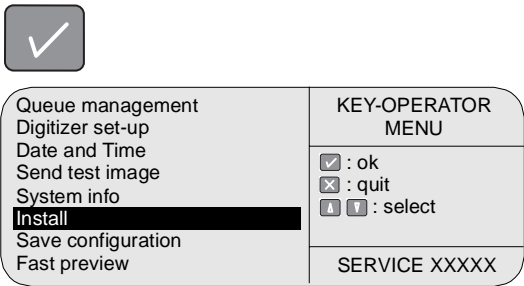 Queue management
Digitizer set-up
Date and Time
Send test image
System info
Install
Save configuration
Fast preview
KEY-OPERATOR
MENU
: ok
: quit
: select
SERVICE XXXXX